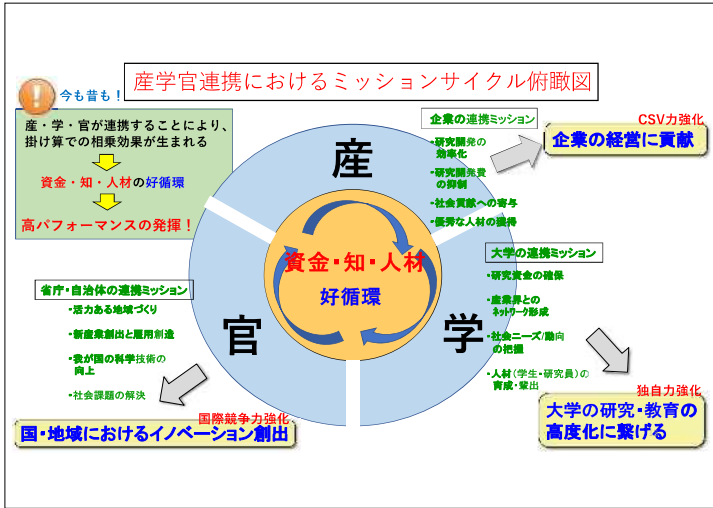 産学官連携におけるミッションサイクル俯瞰図
今も昔も!
産・学・官が連携することにより、
掛け算での相乗効果が生まれる
資金・知・人材の好循環
高パフォーマンスの発揮!
産
企業の連携ミッション
・研究開発の
効率化
・研究開発費
の抑制
・社会貢献への寄与
・優秀な人材の獲得
CSV力強化
企業の経営に貢献
資金・知・人材
好循環
大学の連携ミッション
・研究資金の確保
・産業界との
ネットワーク形成
・社会ニーズ/動向
の把握
・人材(学生・研究員)の
育成・輩出
学
独自力強化
大学の研究・教育の
高度化に繋げる
省庁・自治体の連携ミッション
・活力ある地域づくり
・新産業創出と雇用創造
・我が国の科学技術の
向上
・社会課題の解決
官
国際競争力強化
国・地域におけるイノベーション創出